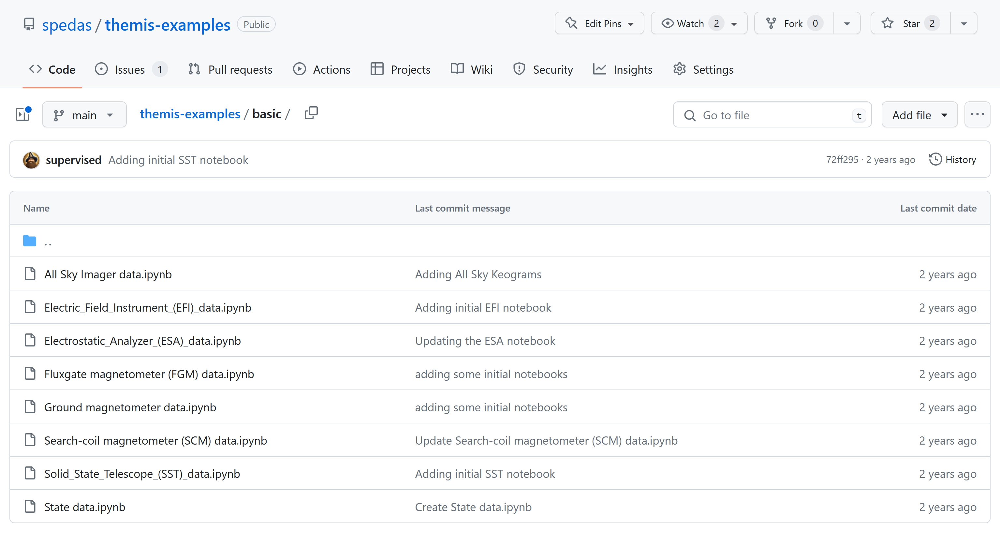 spedas / themis-examples Public Edit Pins Watch 2 Fork 0 Star 2
Code Issues 1 Pull requests Actions Projects Wiki Security Insights Settings
main themis-examples / basic / Go to file t Add file ...
supervised Adding initial SST notebook 72ff295 · 2 years ago History
Name Last commit message Last commit date
..
All Sky Imager data.ipynb Adding All Sky Keograms 2 years ago
Electric_Field_Instrument_(EFI)_data.ipynb Adding initial EFI notebook 2 years ago
Electrostatic_Analyzer_(ESA)_data.ipynb Updating the ESA notebook 2 years ago
Fluxgate magnetometer (FGM) data.ipynb adding some initial notebooks 2 years ago
Ground magnetometer data.ipynb adding some initial notebooks 2 years ago
Search-coil magnetometer (SCM) data.ipynb Update Search-coil magnetometer (SCM) data.ipynb 2 years ago
Solid_State_Telescope_(SST)_data.ipynb Adding initial SST notebook 2 years ago
State data.ipynb Create State data.ipynb 2 years ago